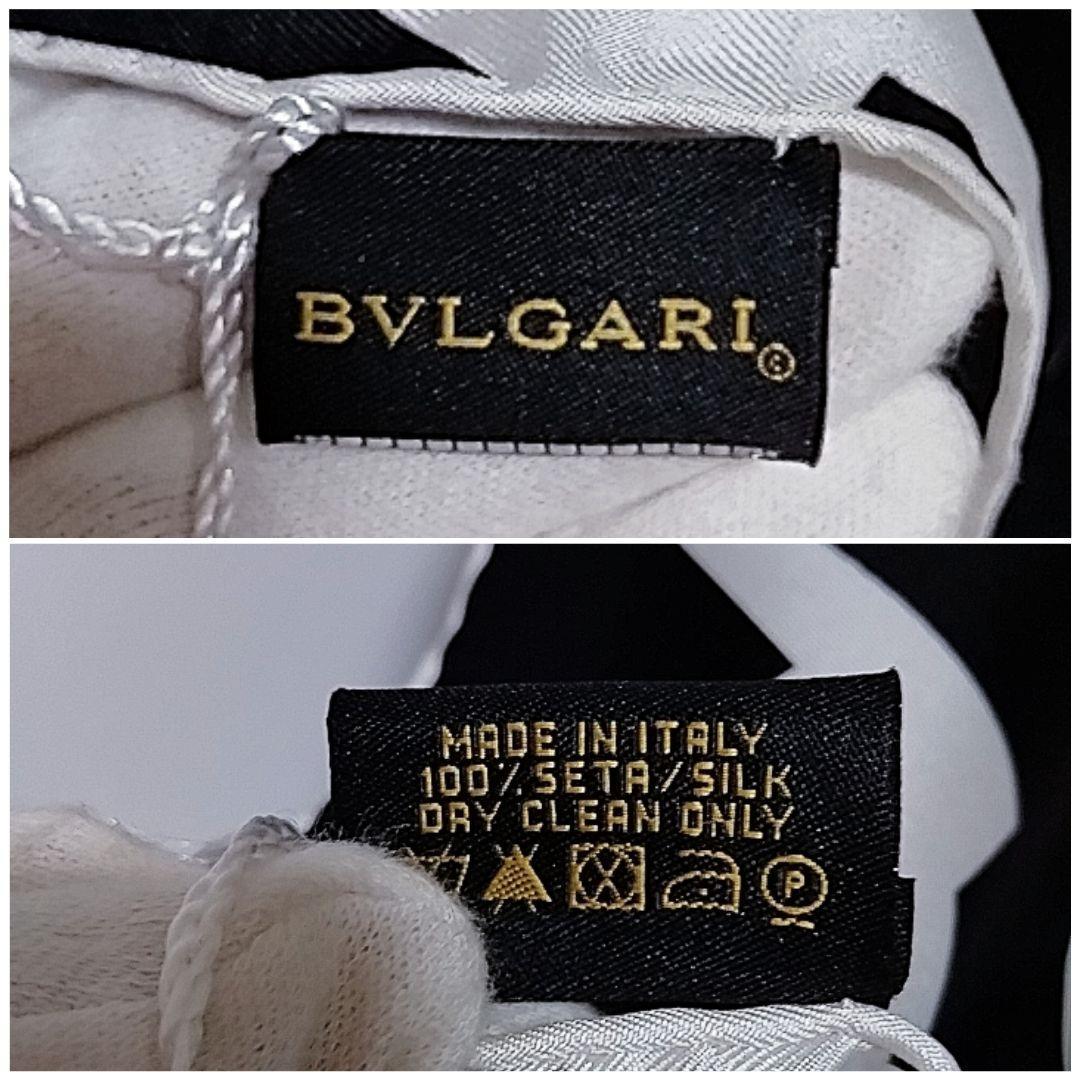 BVLGARI®
MADE IN ITALY
100% SETA/SILK
DRY CLEAN ONLY
P